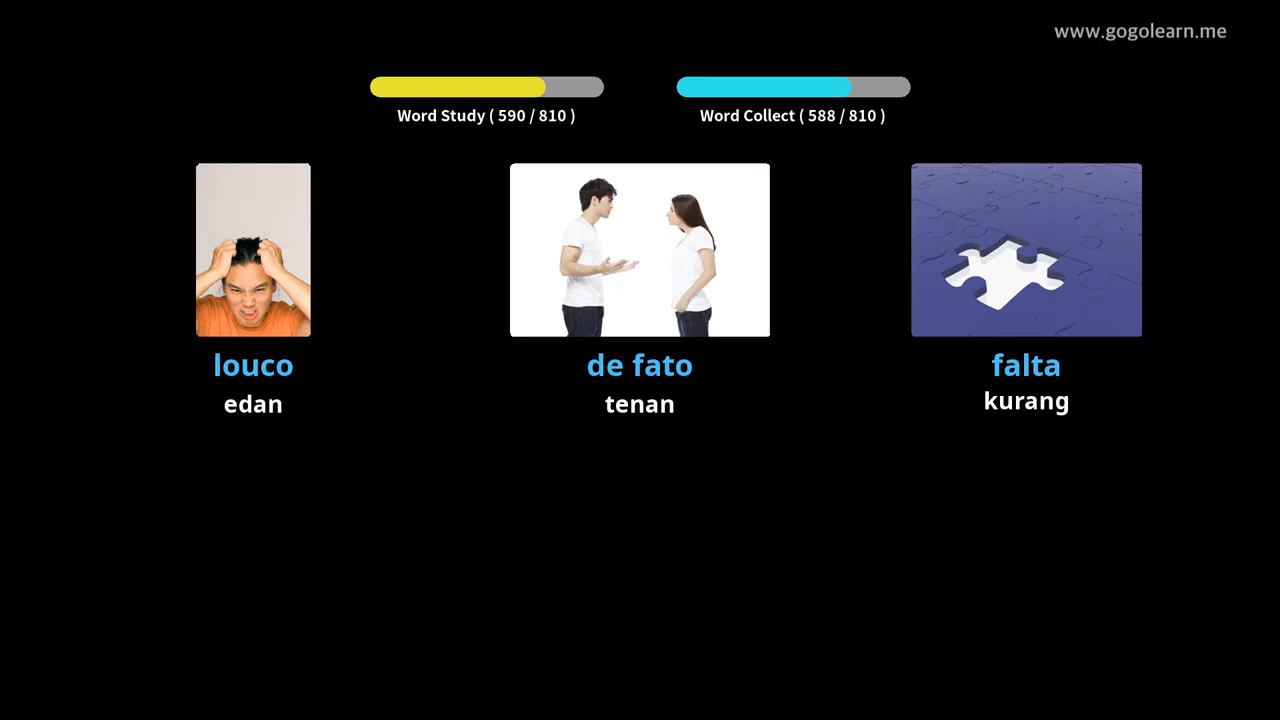 www.gogolearn.me
Word Study ( 590 / 810 )
Word Collect ( 588 / 810 )
louco
edan
de fato
tenan
falta
kurang